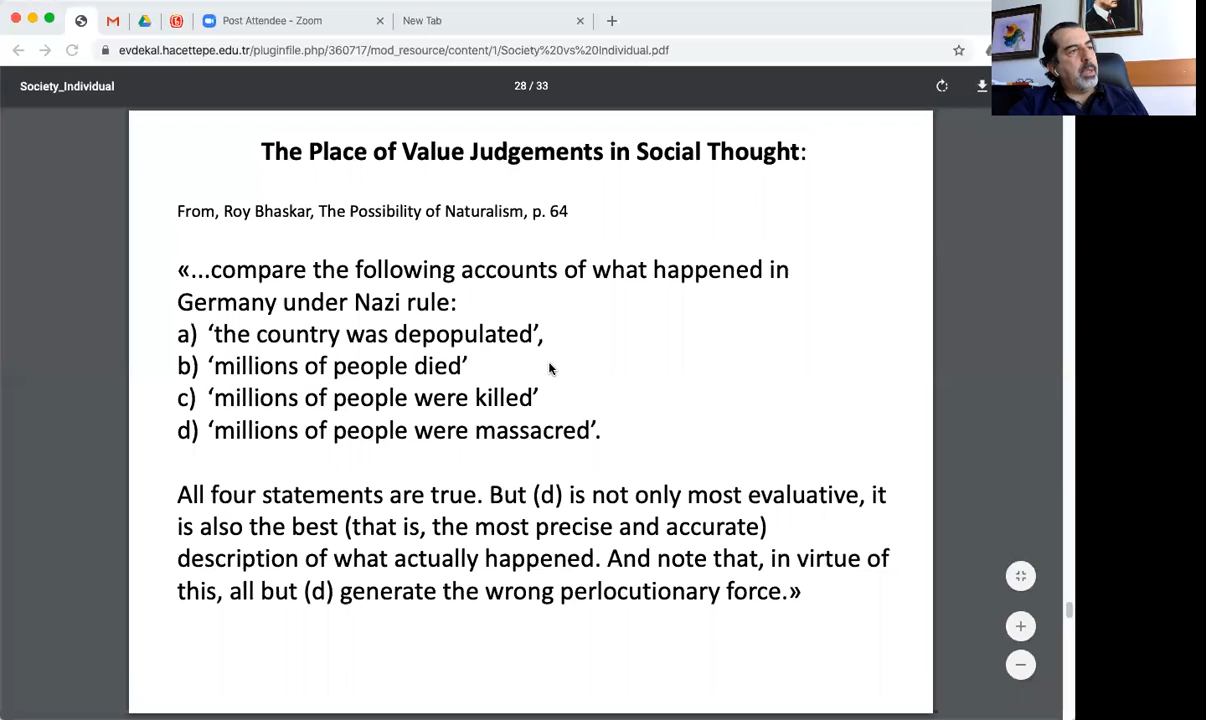 Post Attendee - Zoom
New Tab
evdekal.hacettepe.edu.tr/pluginfile.php/360717/mod_resource/content/1/Society%20vs%20Individual.pdf
Society_Individual
28 / 33
The Place of Value Judgements in Social Thought:
From, Roy Bhaskar, The Possibility of Naturalism, p. 64
«...compare the following accounts of what happened in
Germany under Nazi rule:
a) ‘the country was depopulated’,
b) ‘millions of people died’
c) ‘millions of people were killed’
d) ‘millions of people were massacred’.
All four statements are true. But (d) is not only most evaluative, it
is also the best (that is, the most precise and accurate)
description of what actually happened. And note that, in virtue of
this, all but (d) generate the wrong perlocutionary force.»